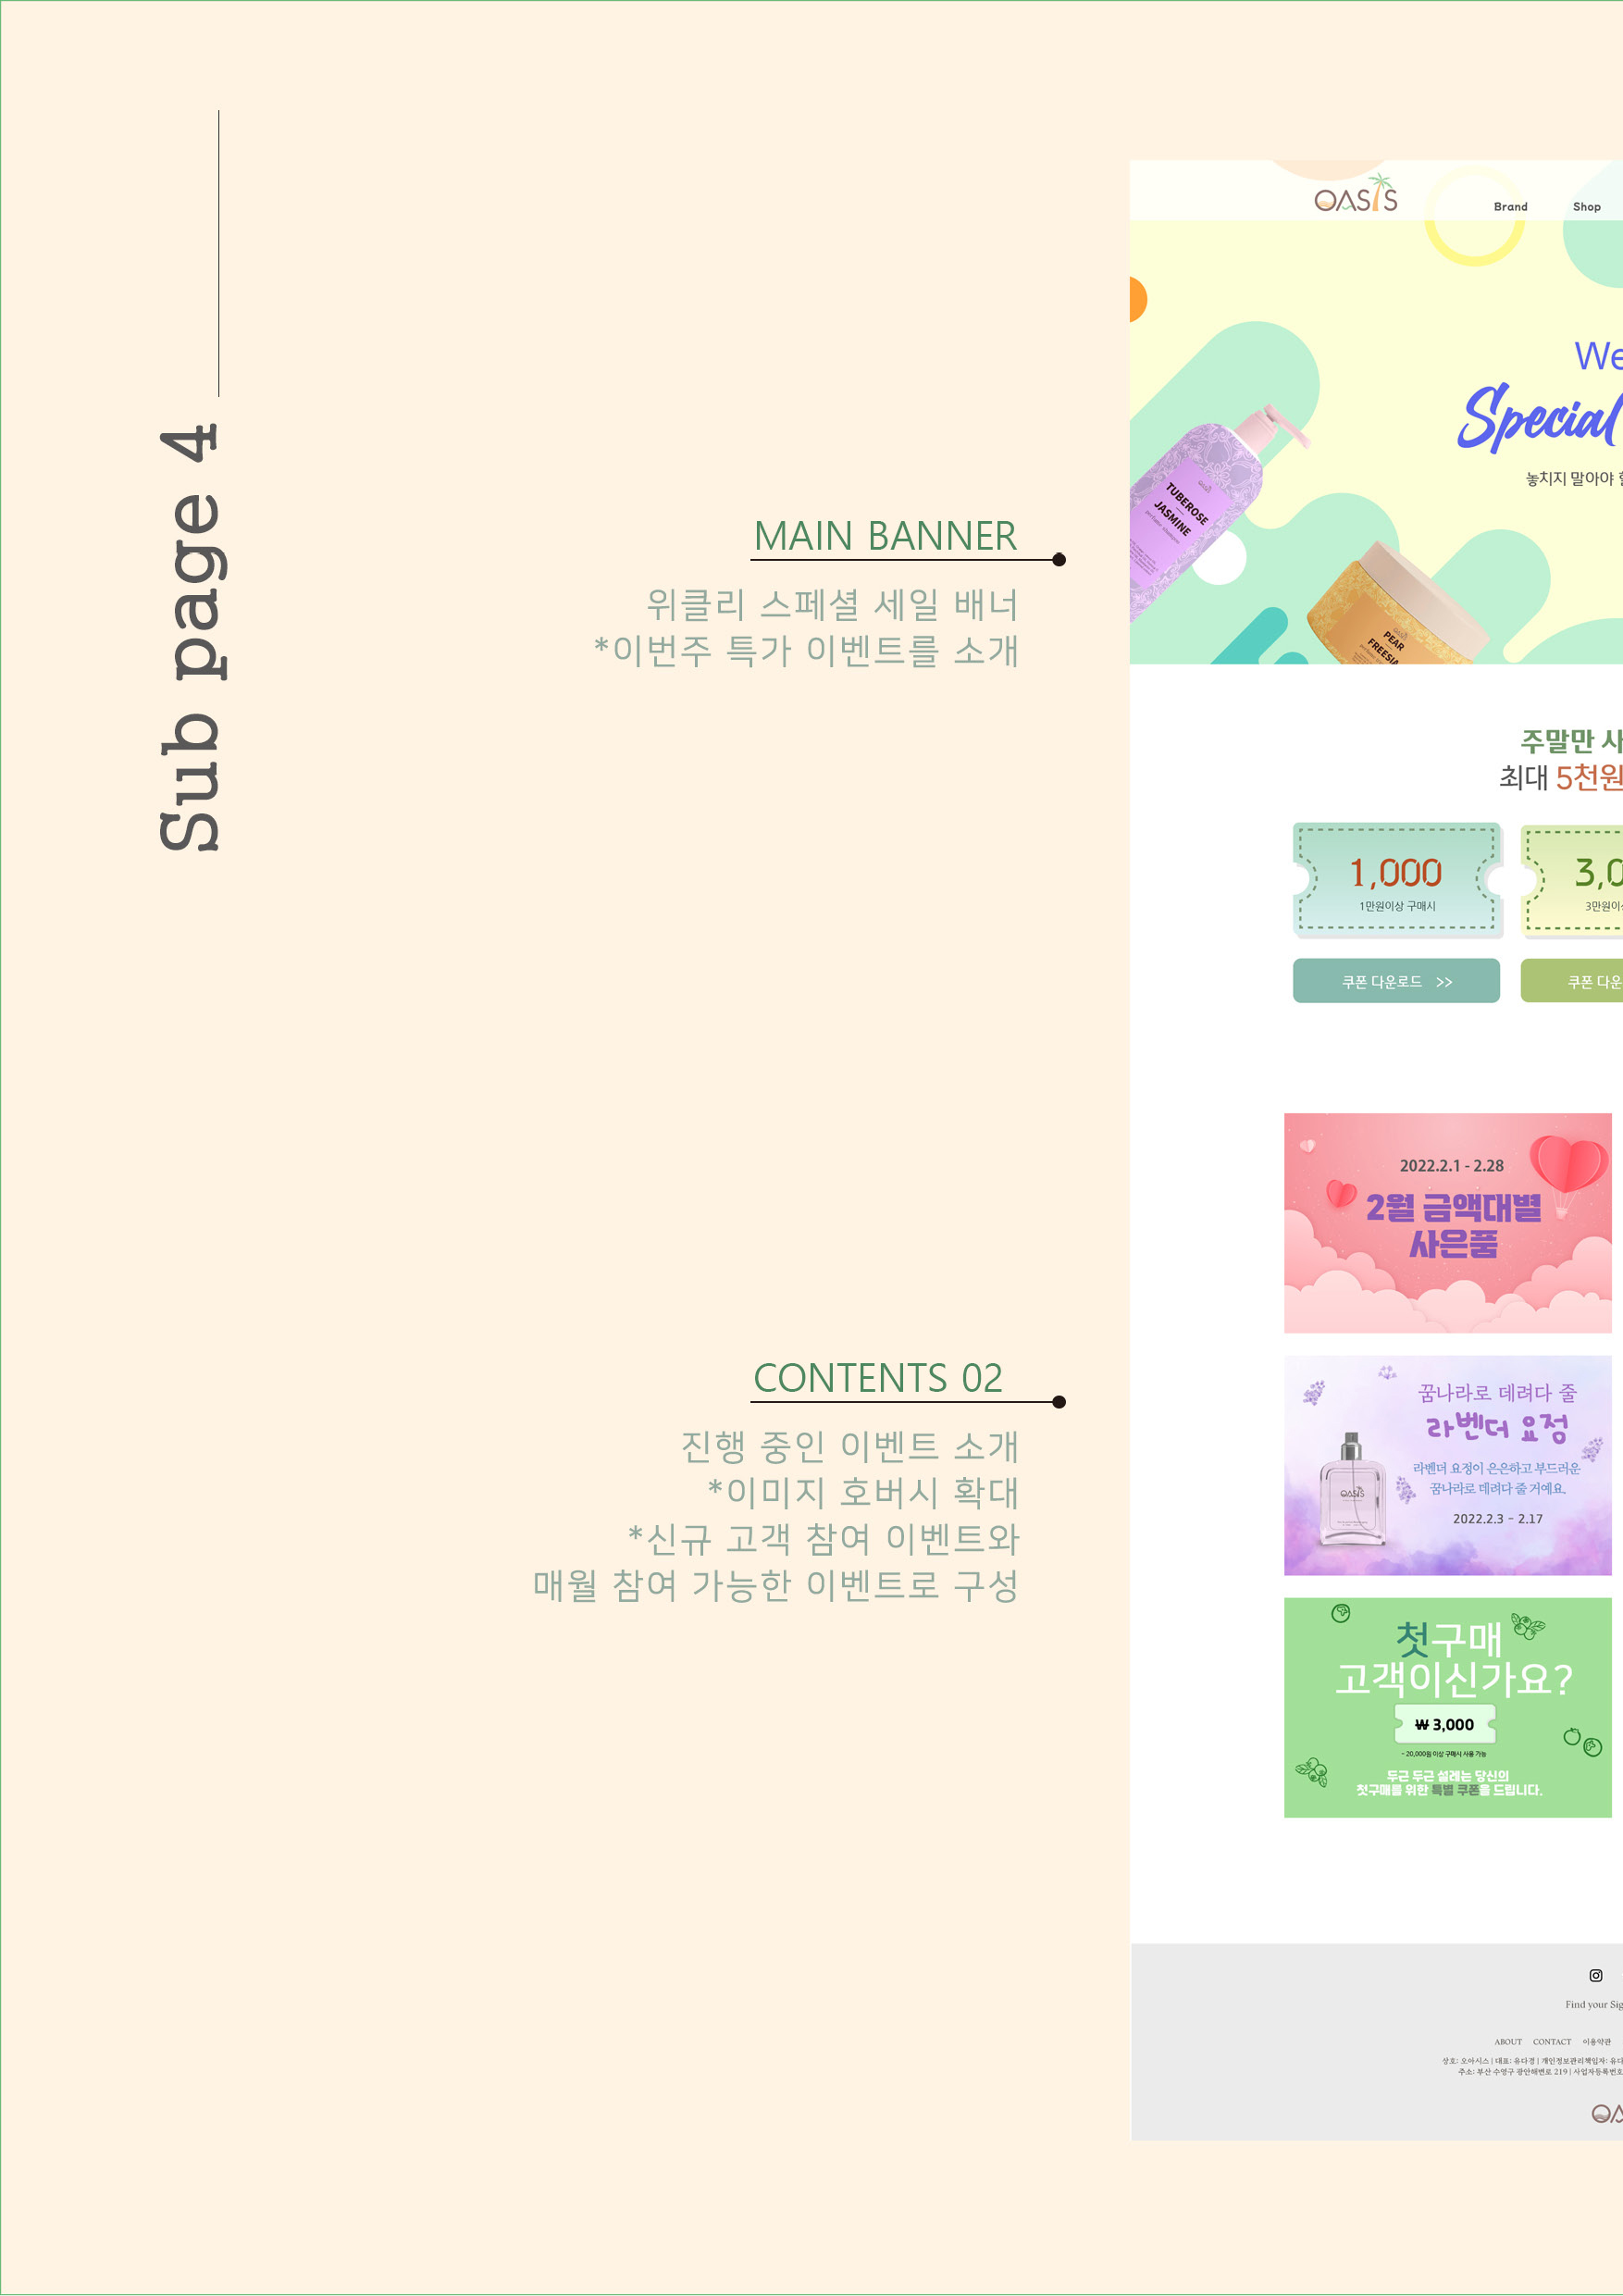 Sub page 4
MAIN BANNER
위클리 스페셜 세일 배너
*이번주 특가 이벤트를 소개
CONTENTS 02
진행 중인 이벤트 소개
*이미지 호버시 확대
*신규 고객 참여 이벤트와
매월 참여 가능한 이벤트로 구성
OASIS
Brand Shop
We
Special
놓치지 말아야
TUBEROSE
JASMINE
PEAR
FREESIA
주말만 사
최대 5천원
1,000
1만원이상 구매시
쿠폰 다운로드 >>
3,0
3만원이
쿠폰 다운
2022.2.1 - 2.28
2월 금액대별
사은품
꿈나라로 데려다 줄
라벤더 요정
라벤더 요정이 은은하고 부드러운
꿈나라로 데려다 줄 거예요.
2022.2.3 - 2.17
OASIS
첫구매
고객이신가요?
₩ 3,000
- 20,000원 이상 구매시 사용 가능
두근 두근 설레는 당신의
첫구매를 위한 특별 쿠폰을 드립니다.
Find your Sig
ABOUT CONTACT 이용약관
상호: 오아시스 | 대표: 유다경 | 개인정보관리책임자: 유다
주소: 부산 수영구 광안해변로 219 | 사업자등록번호
OA